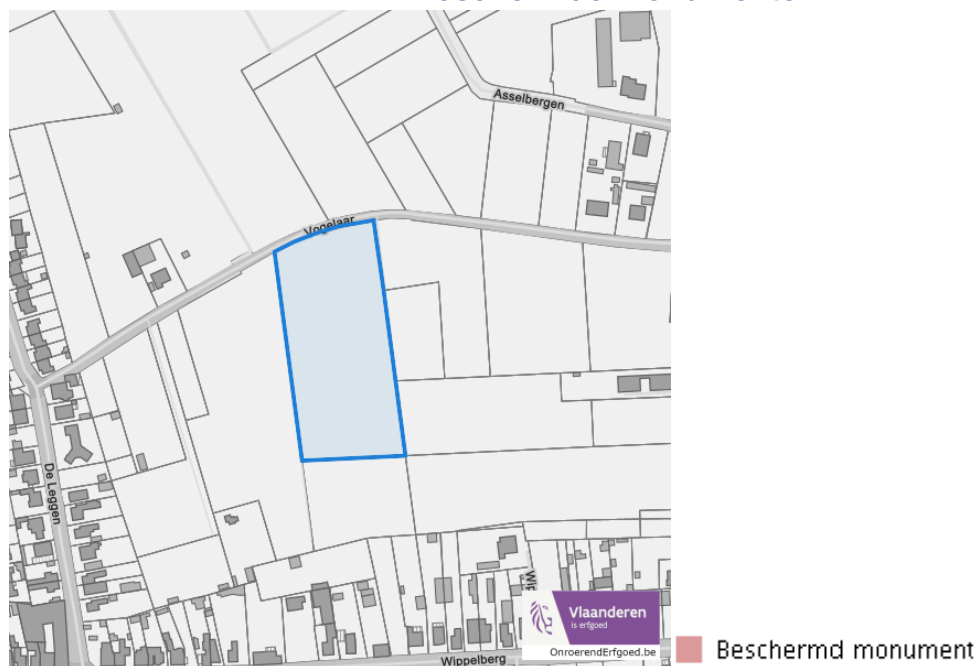 Asselbergen
Vogelaar
De Leggen
Wippelberg
Vlaanderen
is erfgoed
OnroerendErfgoed.be
Beschermd monument